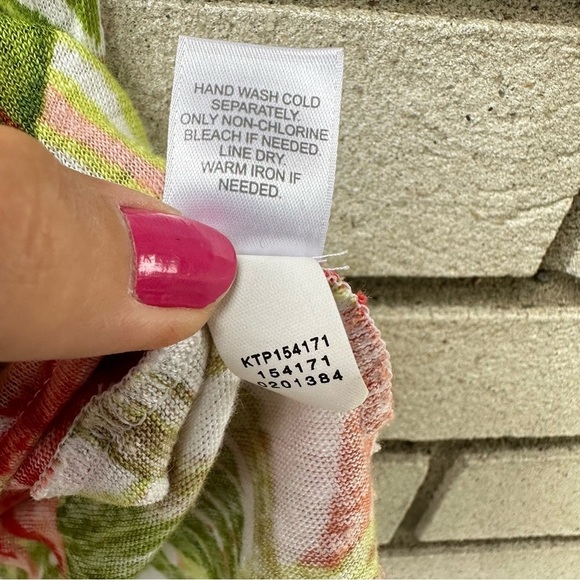 HAND WASH COLD
SEPARATELY.
ONLY NON-CHLORINE
BLEACH IF NEEDED.
LINE DRY.
WARM IRON IF
NEEDED.
KTP154171
154171
0201384